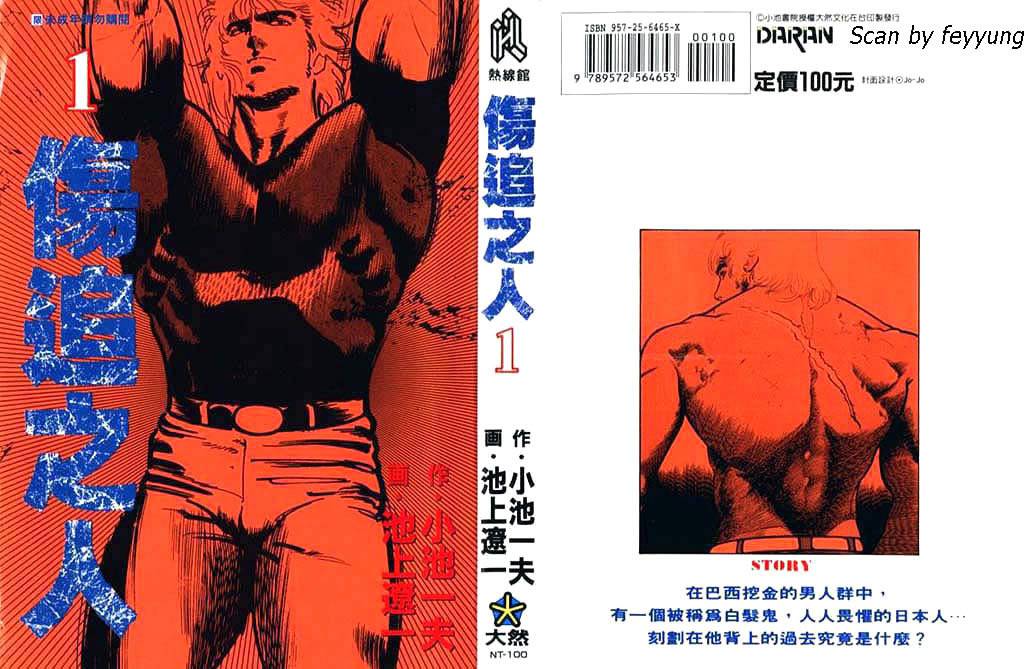 限未成年請勿購閱
1
傷追之人
作・小池一夫
画・池上遼一
熱線館
傷追之人
1
作・小池一夫
画・池上遼一
大然
NT-100
ISBN 957-25-6465-X
00100
9 789572 564653
©小池書院授權大然文化在台印製發行
DARAN
Scan by feyyung
定價100元
封面設計⊙Jo-Jo
STORY
在巴西挖金的男人群中，
有一個被稱爲白髮鬼，人人畏懼的日本人…
刻劃在他背上的過去究竟是什麼？